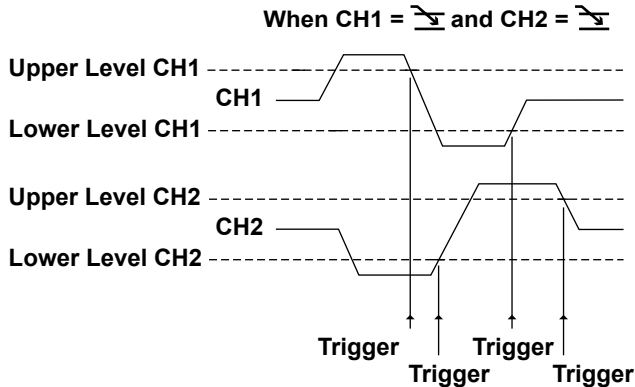 When CH1 = and CH2 =
Upper Level CH1
CH1
Lower Level CH1
Upper Level CH2
CH2
Lower Level CH2
Trigger
Trigger
Trigger
Trigger